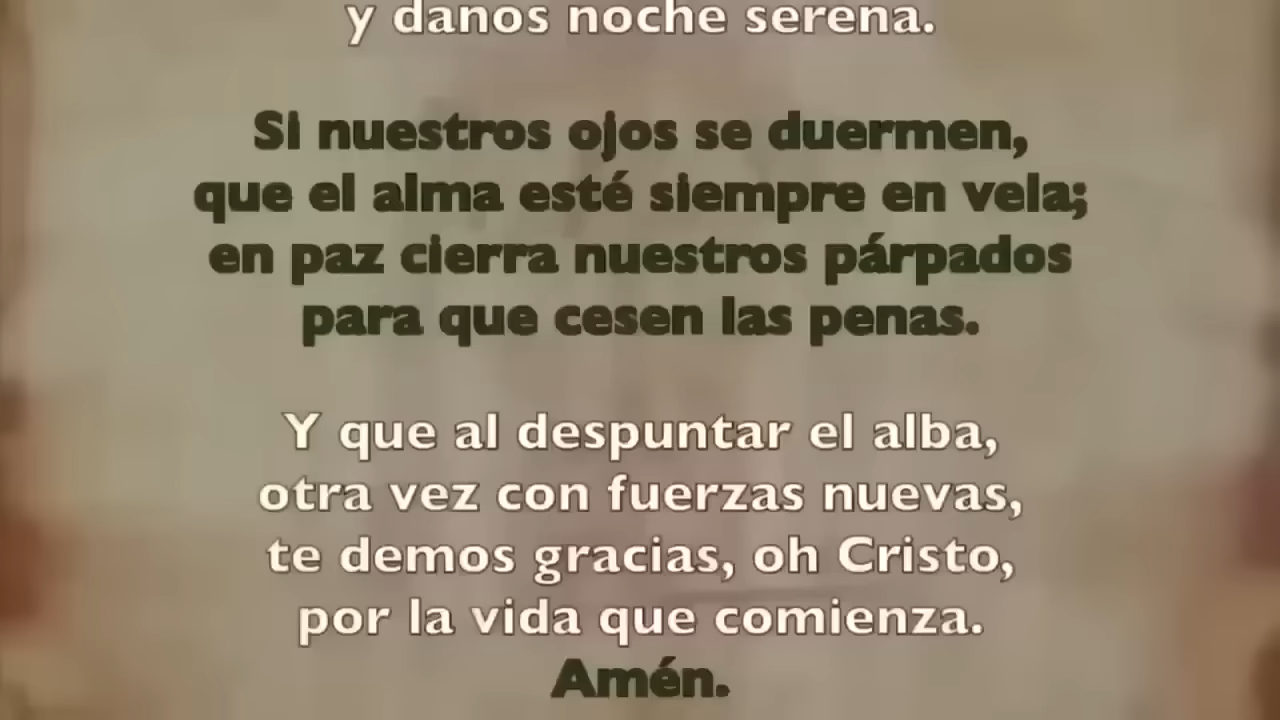 y danos noche serena.
Si nuestros ojos se duermen,
que el alma esté siempre en vela;
en paz cierra nuestros párpados
para que cesen las penas.
Y que al despuntar el alba,
otra vez con fuerzas nuevas,
te demos gracias, oh Cristo,
por la vida que comienza.
Amén.